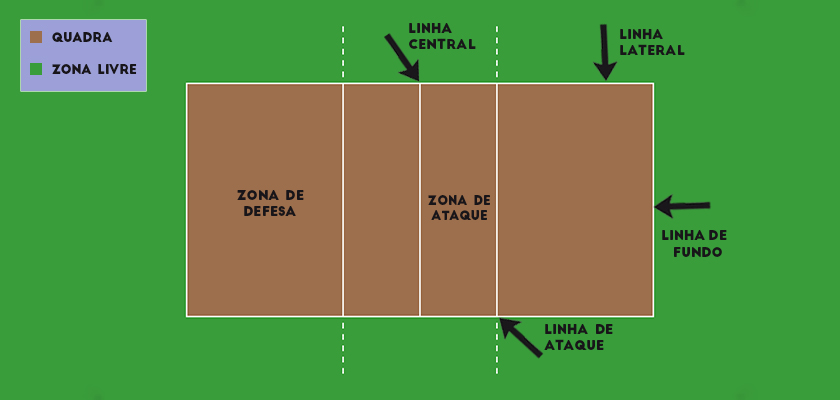 QUADRA
ZONA LIVRE
LINHA
CENTRAL
LINHA
LATERAL
ZONA DE
DEFESA
ZONA DE
ATAQUE
LINHA DE
FUNDO
LINHA DE
ATAQUE